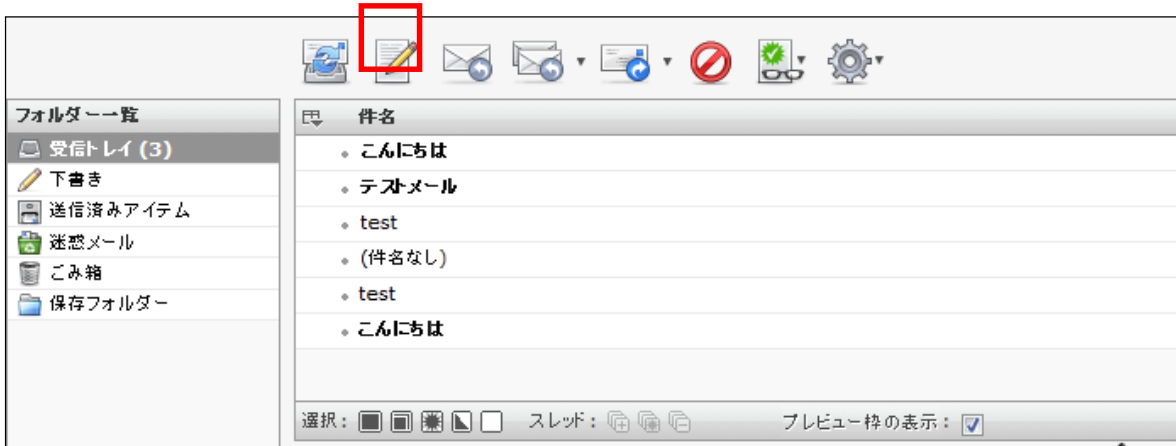 フォルダー一覧
受信トレイ (3)
下書き
送信済みアイテム
迷惑メール
ごみ箱
保存フォルダー
件名
こんにちは
テストメール
test
(件名なし)
test
こんにちは
選択: スレッド: プレビュー枠の表示: